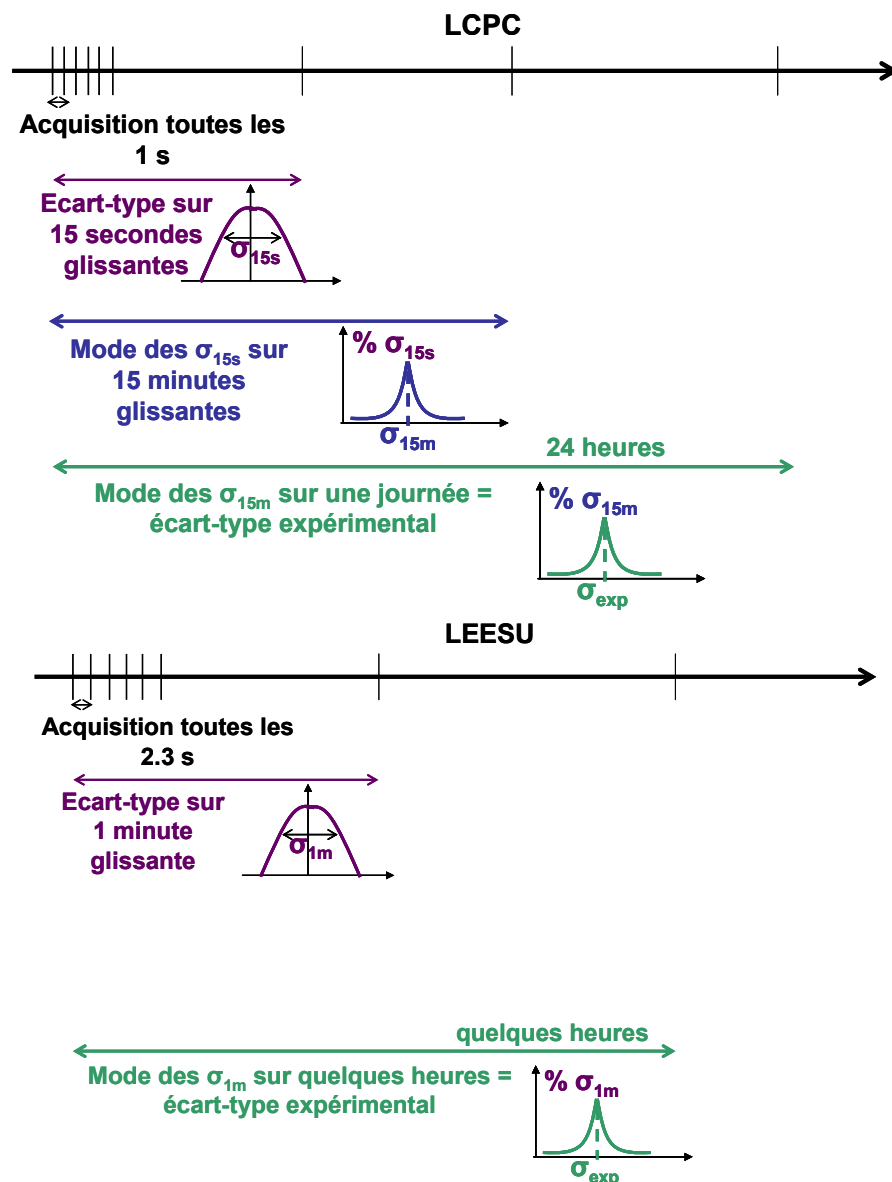 LCPC
Acquisition toutes les
1 s
Ecart-type sur
15 secondes
glissantes
σ15s
Mode des σ15s sur
15 minutes
glissantes
% σ15s
σ15m
24 heures
Mode des σ15m sur une journée =
écart-type expérimental
% σ15m
σexp
LEESU
Acquisition toutes les
2.3 s
Ecart-type sur
1 minute
glissante
σ1m
quelques heures
Mode des σ1m sur quelques heures =
écart-type expérimental
% σ1m
σexp